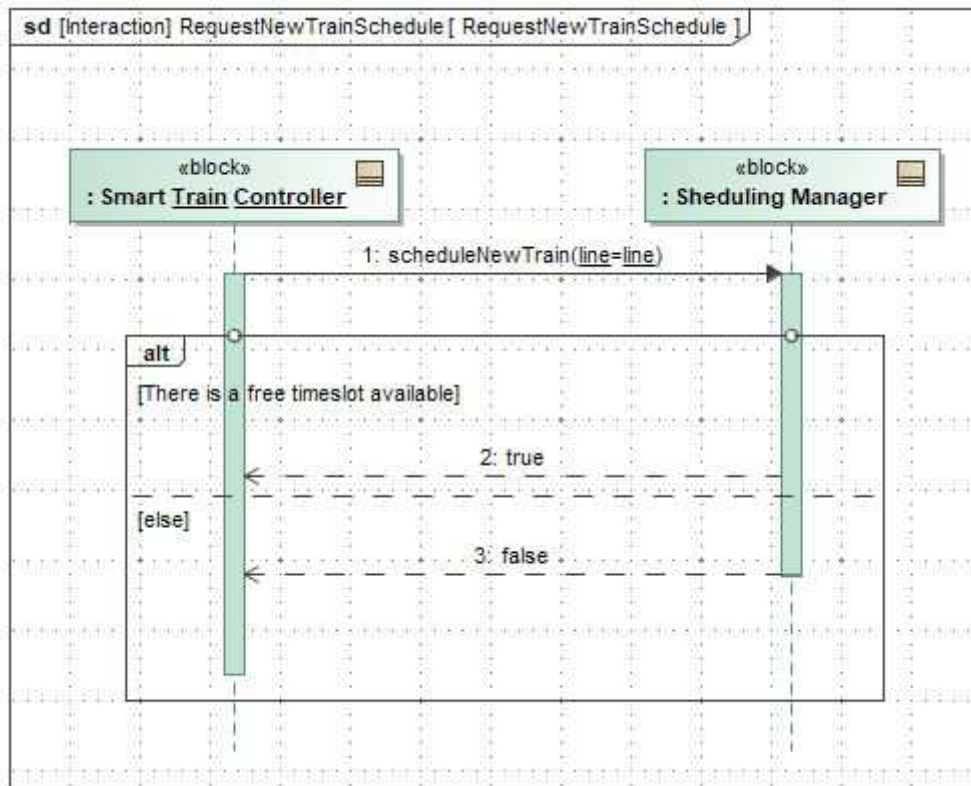 sd [Interaction] RequestNewTrainSchedule [ RequestNewTrainSchedule ]
«block»
: Smart Train Controller
«block»
: Sheduling Manager
1: scheduleNewTrain(line=line)
alt
[There is a free timeslot available]
2: true
[else]
3: false